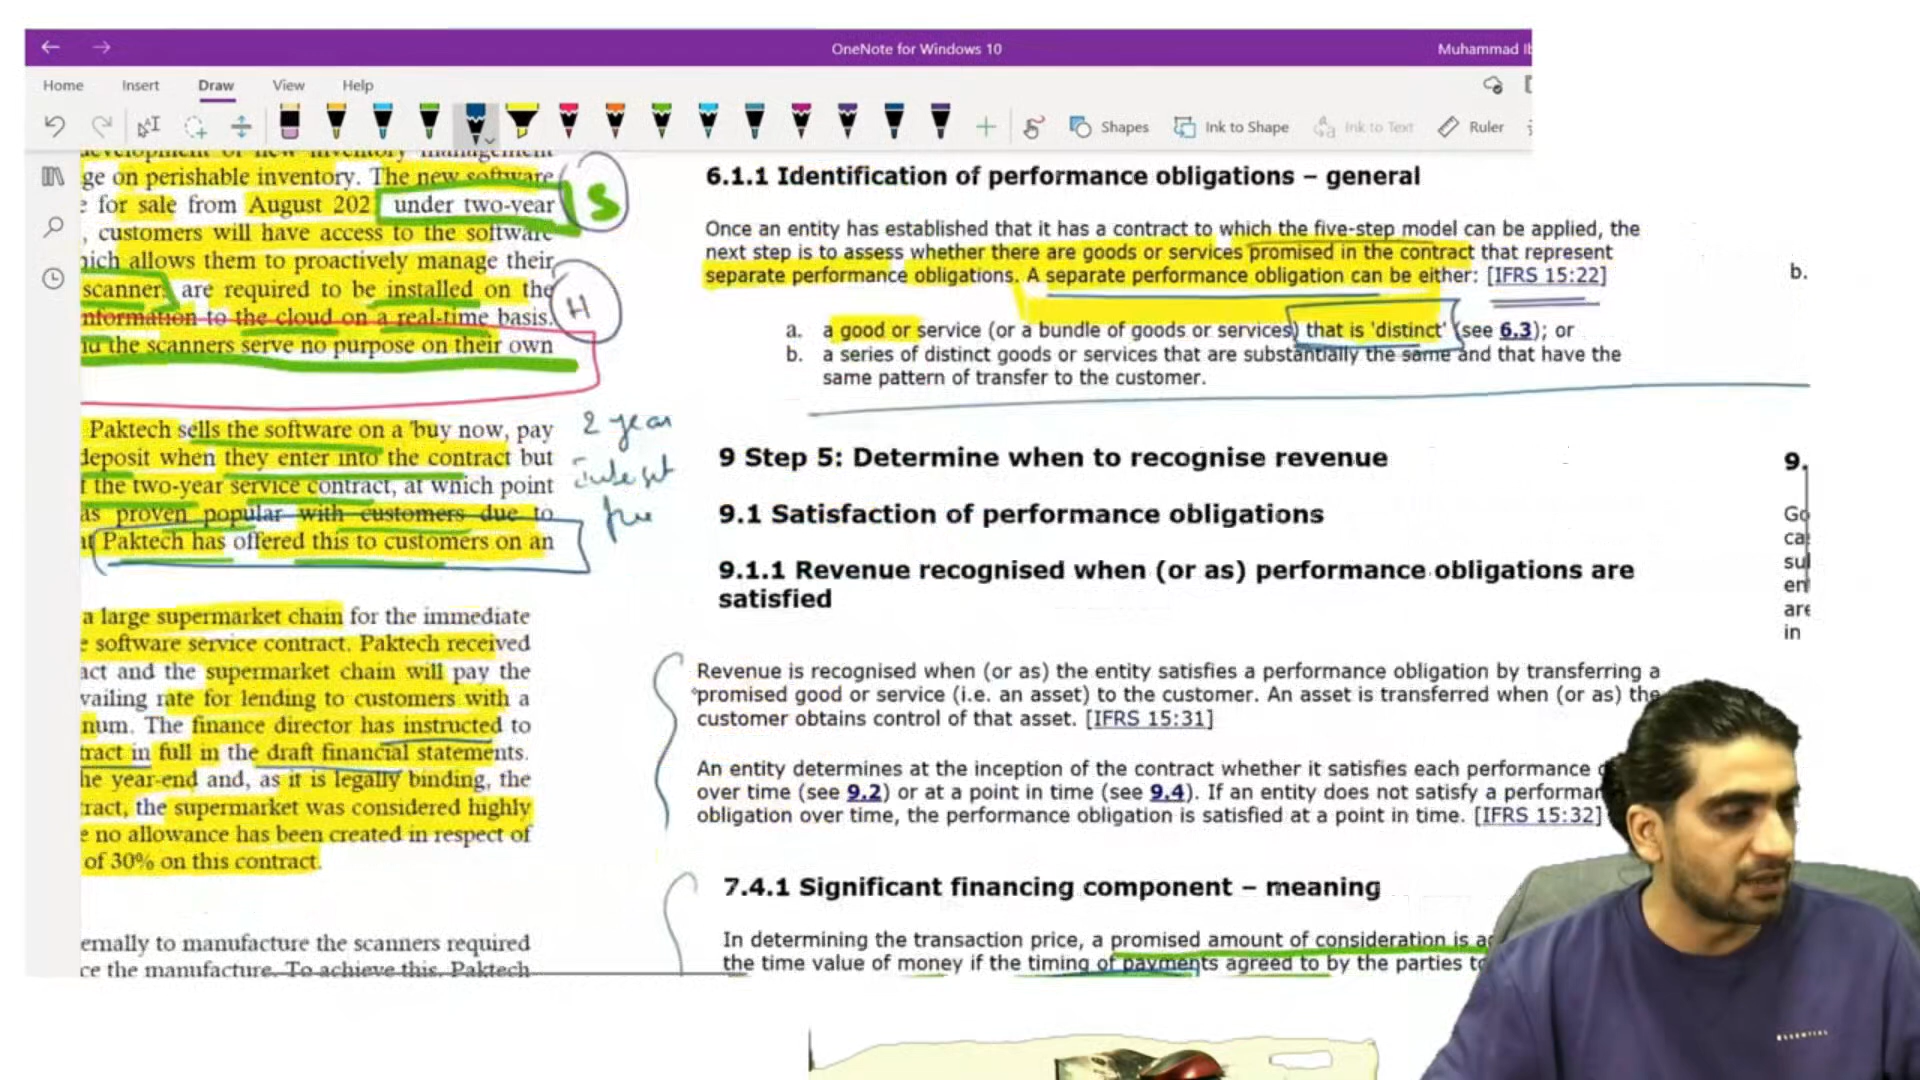 OneNote for Windows 10
Muhammad Ib
Home
Insert
Draw
View
Help
Shapes
Ink to Shape
Ink to Text
Ruler
development of new inventory management
ge on perishable inventory. The new software
e for sale from August 202 under two-year
, customers will have access to the software
hich allows them to proactively manage their
scanner are required to be installed on the
nformation to the cloud on a real-time basis.
nd the scanners serve no purpose on their own
S
H
Paktech sells the software on a 'buy now, pay
deposit when they enter into the contract but
f the two-year service contract, at which point
as proven popular with customers due to
at Paktech has offered this to customers on an
2 year
free
a large supermarket chain for the immediate
e software service contract. Paktech received
act and the supermarket chain will pay the
vailing rate for lending to customers with a
num. The finance director has instructed to
tract in full in the draft financial statements.
he year-end and, as it is legally binding, the
tract, the supermarket was considered highly
e no allowance has been created in respect of
of 30% on this contract.
ernally to manufacture the scanners required
ce the manufacture. To achieve this, Paktech
6.1.1 Identification of performance obligations – general
Once an entity has established that it has a contract to which the five-step model can be applied, the
next step is to assess whether there are goods or services promised in the contract that represent
separate performance obligations. A separate performance obligation can be either: [IFRS 15:22]
a. a good or service (or a bundle of goods or services) that is 'distinct' (see 6.3); or
b. a series of distinct goods or services that are substantially the same and that have the
same pattern of transfer to the customer.
9 Step 5: Determine when to recognise revenue
9.1 Satisfaction of performance obligations
9.1.1 Revenue recognised when (or as) performance obligations are
satisfied
Revenue is recognised when (or as) the entity satisfies a performance obligation by transferring a
promised good or service (i.e. an asset) to the customer. An asset is transferred when (or as) the
customer obtains control of that asset. [IFRS 15:31]
An entity determines at the inception of the contract whether it satisfies each performance
over time (see 9.2) or at a point in time (see 9.4). If an entity does not satisfy a performan
obligation over time, the performance obligation is satisfied at a point in time. [IFRS 15:32]
7.4.1 Significant financing component – meaning
In determining the transaction price, a promised amount of consideration is a
the time value of money if the timing of payments agreed to by the parties t
b.
9.
Go
ca
su
en
are
in
ESSENTIAL